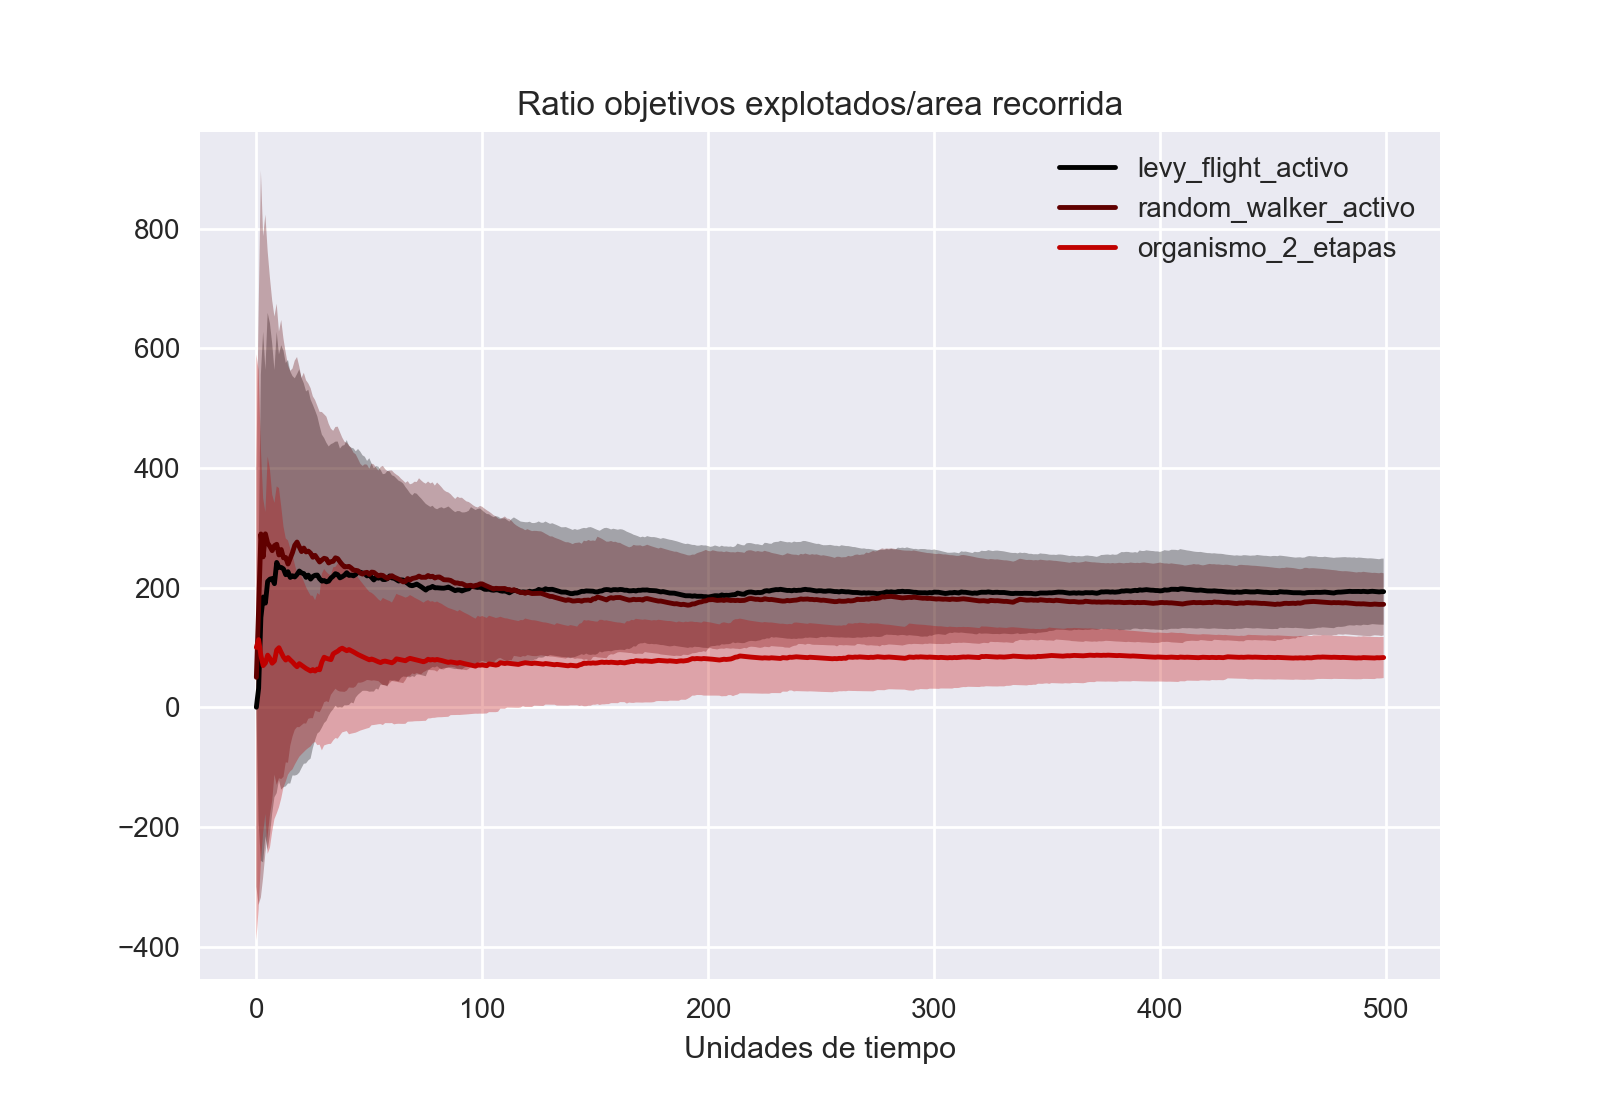 Ratio objetivos explotados/area recorrida
levy_flight_activo
random_walker_activo
organismo_2_etapas
800
600
400
200
0
−200
−400
0 100 200 300 400 500
Unidades de tiempo